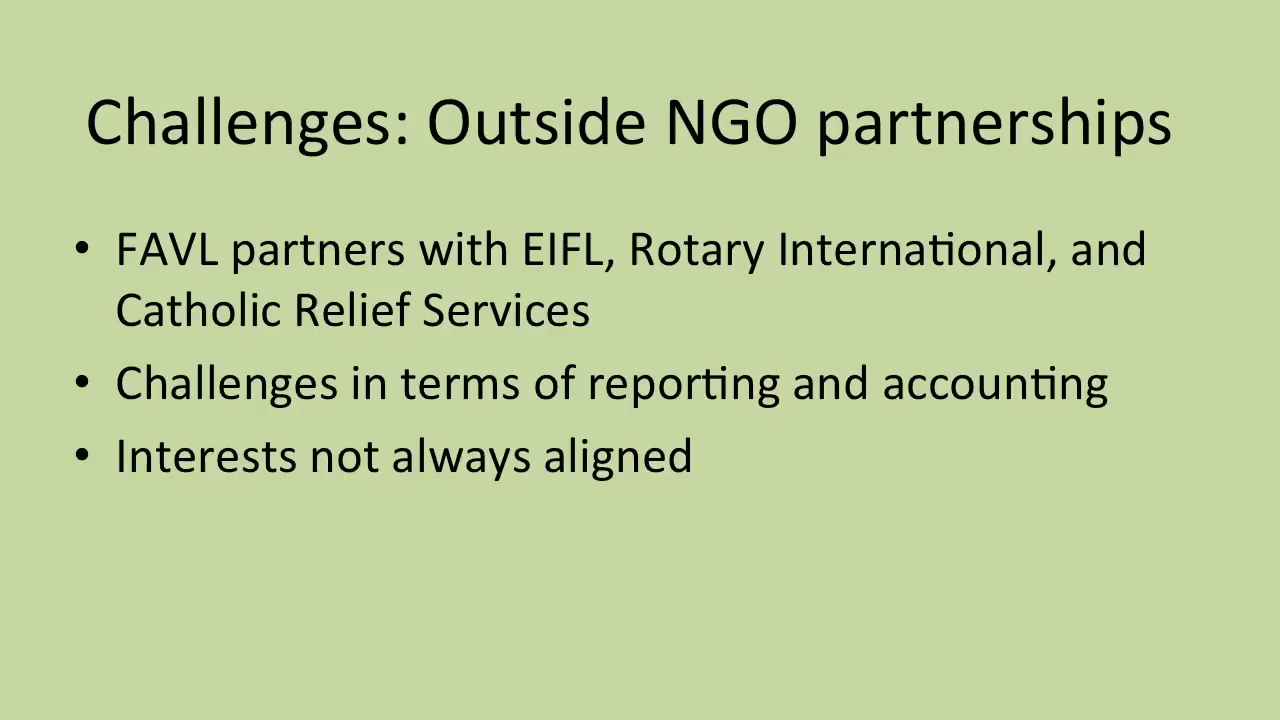 Challenges: Outside NGO partnerships
• FAVL partners with EIFL, Rotary International, and
Catholic Relief Services
• Challenges in terms of reporting and accounting
• Interests not always aligned